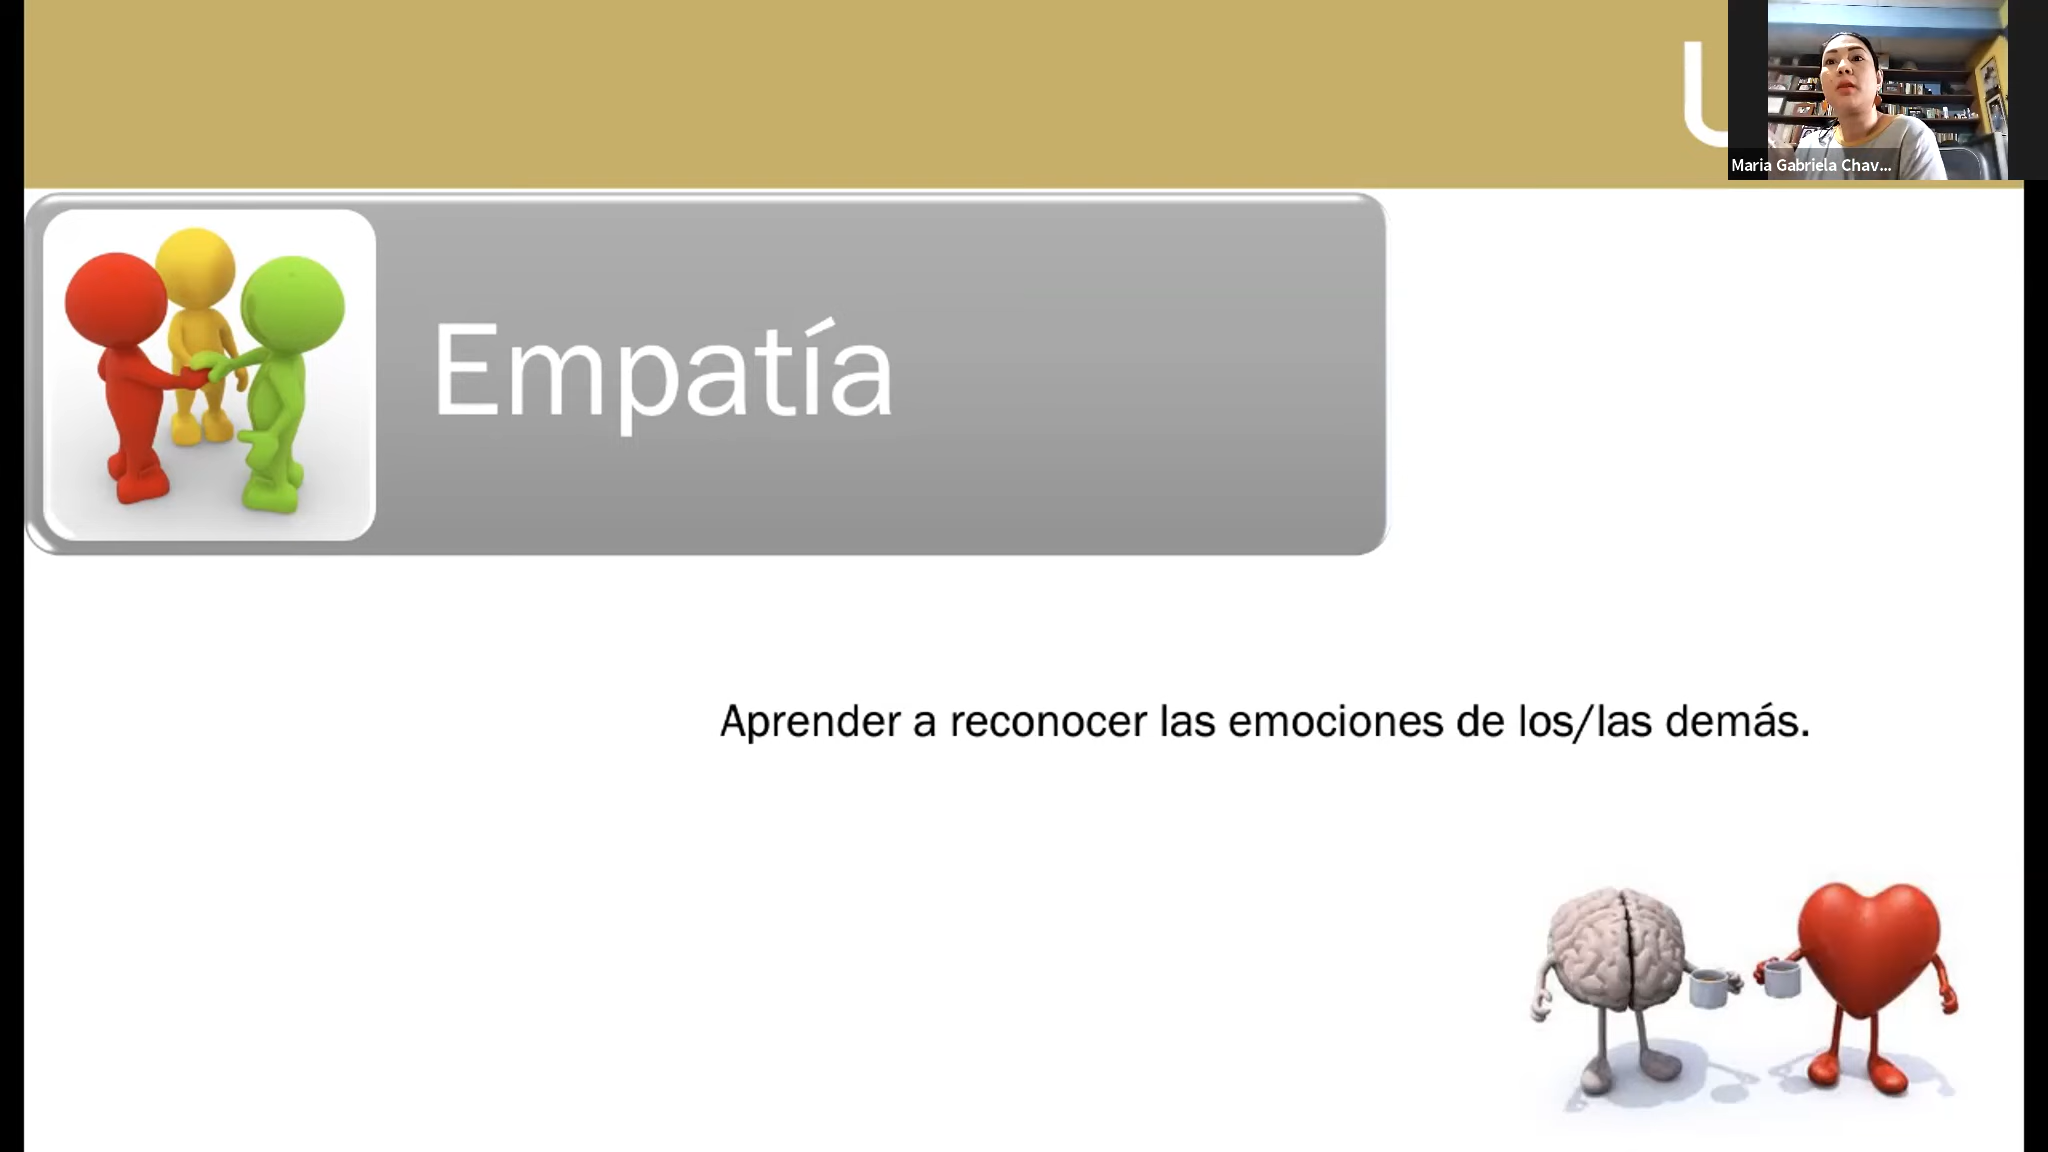 Maria Gabriela Chav...
Empatía
Aprender a reconocer las emociones de los/las demás.